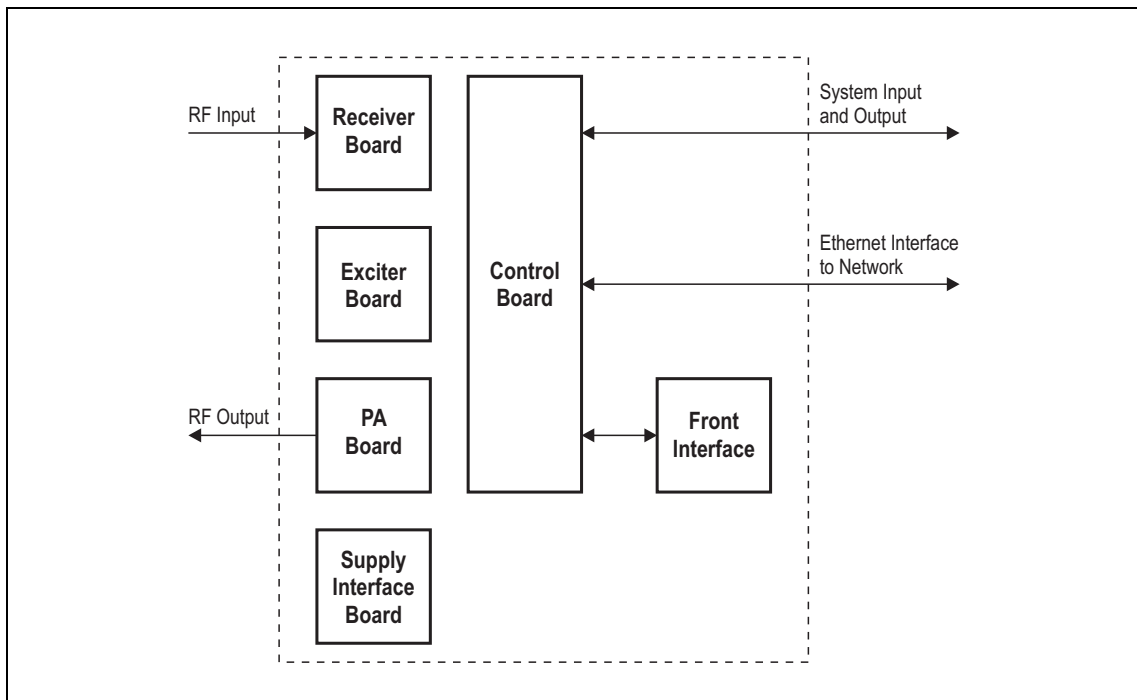 RF Input
Receiver
Board
System Input
and Output
Exciter
Board
Control
Board
Ethernet Interface
to Network
RF Output
PA
Board
Front
Interface
Supply
Interface
Board